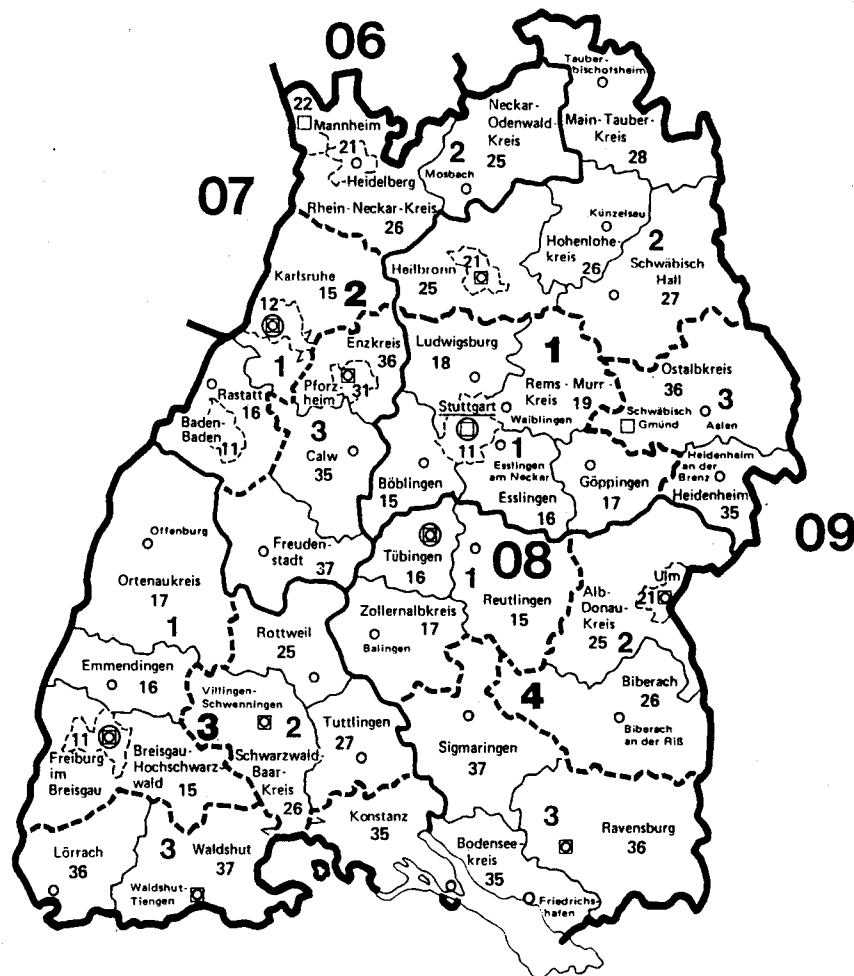 06
Tauber-
bischofsheim
22
Mannheim
Neckar-
Odenwald-
Kreis
25
Main-Tauber-
Kreis
28
21
Heidelberg
2
Mosbach
07
Rhein-Neckar-Kreis
26
Künzelsau
Hohenlohe-
kreis
26
2
Schwäbisch
Hall
27
Karlsruhe
15
2
Heilbronn
25
21
12
Enzkreis
36
Ludwigsburg
18
1
Ostalbkreis
36
3
1
Rastatt
16
Pforz-
heim
31
Rems-Murr-
Kreis
19
Waiblingen
Schwäbisch
Gmünd
Aalen
Baden-
Baden
11
3
Calw
35
Stuttgart
11
1
Esslingen
am Neckar
Heidenheim
an der
Brenz
Böblingen
15
Esslingen
16
Göppingen
17
Heidenheim
35
09
Offenburg
Freuden-
stadt
37
Tübingen
16
08
1
Reutlingen
15
Ulm
21
Alb-
Donau-
Kreis
25
2
Ortenaukreis
17
1
Zollernalbkreis
17
Balingen
Rottweil
25
Emmendingen
16
Villingen-
Schwenningen
3
2
4
Biberach
26
Biberach
an der Riß
11
Freiburg
im
Breisgau
Breisgau-
Hochschwarz-
wald
15
Schwarzwald-
Baar-
Kreis
26
Tuttlingen
27
Sigmaringen
37
Konstanz
35
3
Ravensburg
36
Lörrach
36
3
Waldshut
37
Waldshut-
Tiengen
Bodensee-
kreis
35
Friedrichs-
hafen